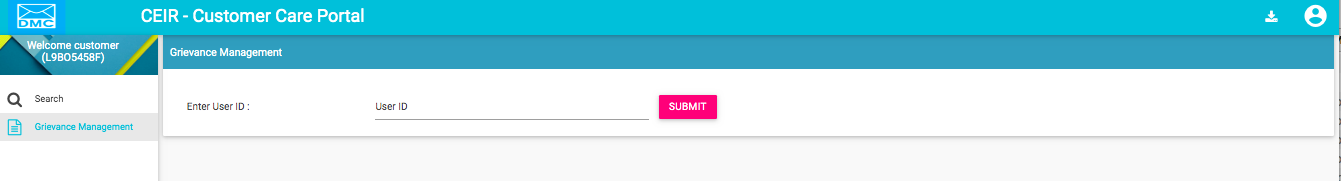 DMC
CEIR - Customer Care Portal
Welcome customer
(L9BO5458F)
Grievance Management
Search
Grievance Management
Enter User ID :
User ID
SUBMIT